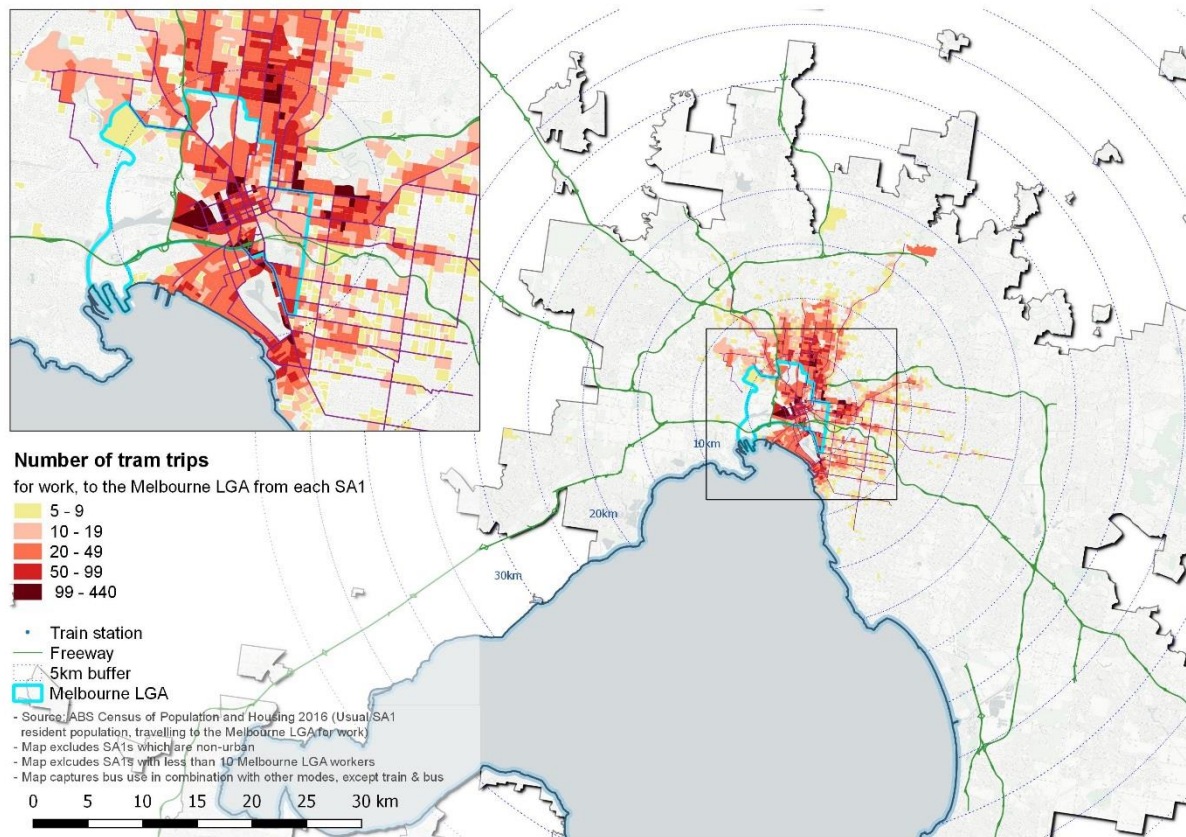 10km
20km
30km
Number of tram trips
for work, to the Melbourne LGA from each SA1
5 - 9
10 - 19
20 - 49
50 - 99
99 - 440
Train station
Freeway
5km buffer
Melbourne LGA
- Source: ABS Census of Population and Housing 2016 (Usual SA1
resident population, travelling to the Melbourne LGA for work)
- Map excludes SA1s which are non-urban
- Map exlcudes SA1s with less than 10 Melbourne LGA workers
- Map captures bus use in combination with other modes, except train & bus
0 5 10 15 20 25 30 km